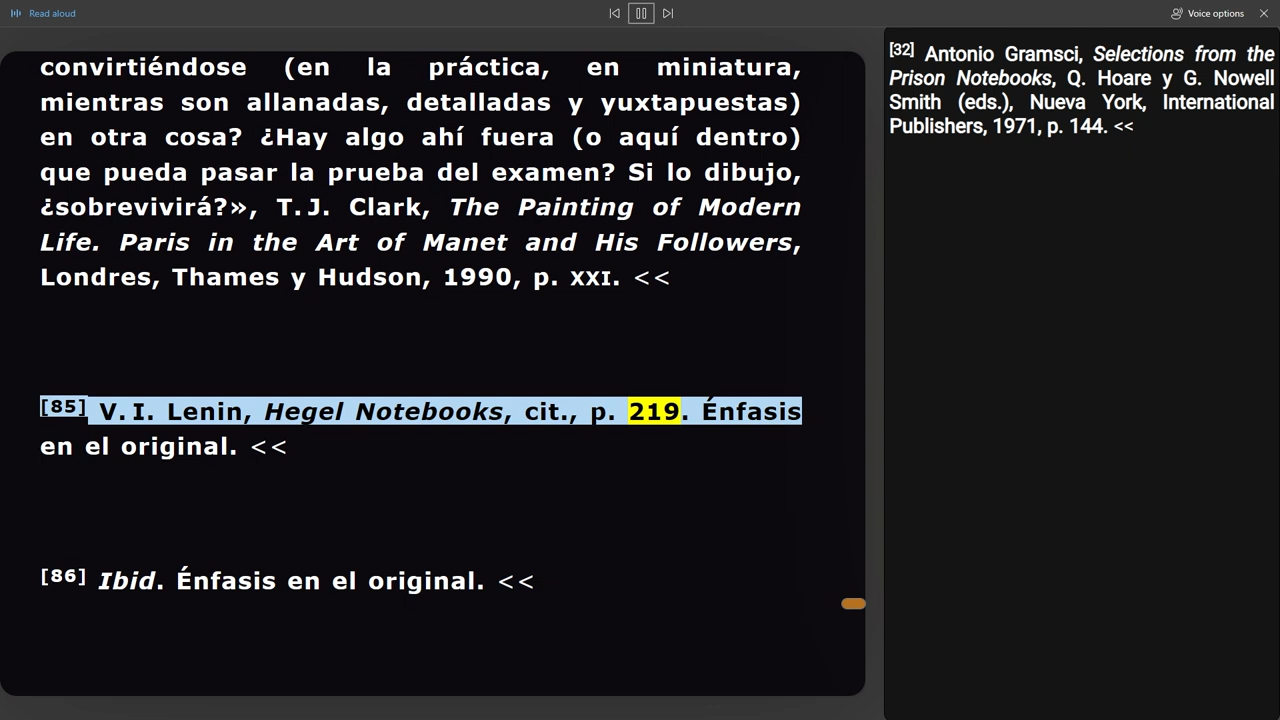 Read aloud
Voice options
convirtiéndose (en la práctica, en miniatura,
mientras son allanadas, detalladas y yuxtapuestas)
en otra cosa? ¿Hay algo ahí fuera (o aquí dentro)
que pueda pasar la prueba del examen? Si lo dibujo,
¿sobrevivirá?», T. J. Clark, The Painting of Modern
Life. Paris in the Art of Manet and His Followers,
Londres, Thames y Hudson, 1990, p. XXI. <<
[85] V. I. Lenin, Hegel Notebooks, cit., p. 219. Énfasis
en el original. <<
[86] Ibid. Énfasis en el original. <<
[32] Antonio Gramsci, Selections from the
Prison Notebooks, Q. Hoare y G. Nowell
Smith (eds.), Nueva York, International
Publishers, 1971, p. 144. <<